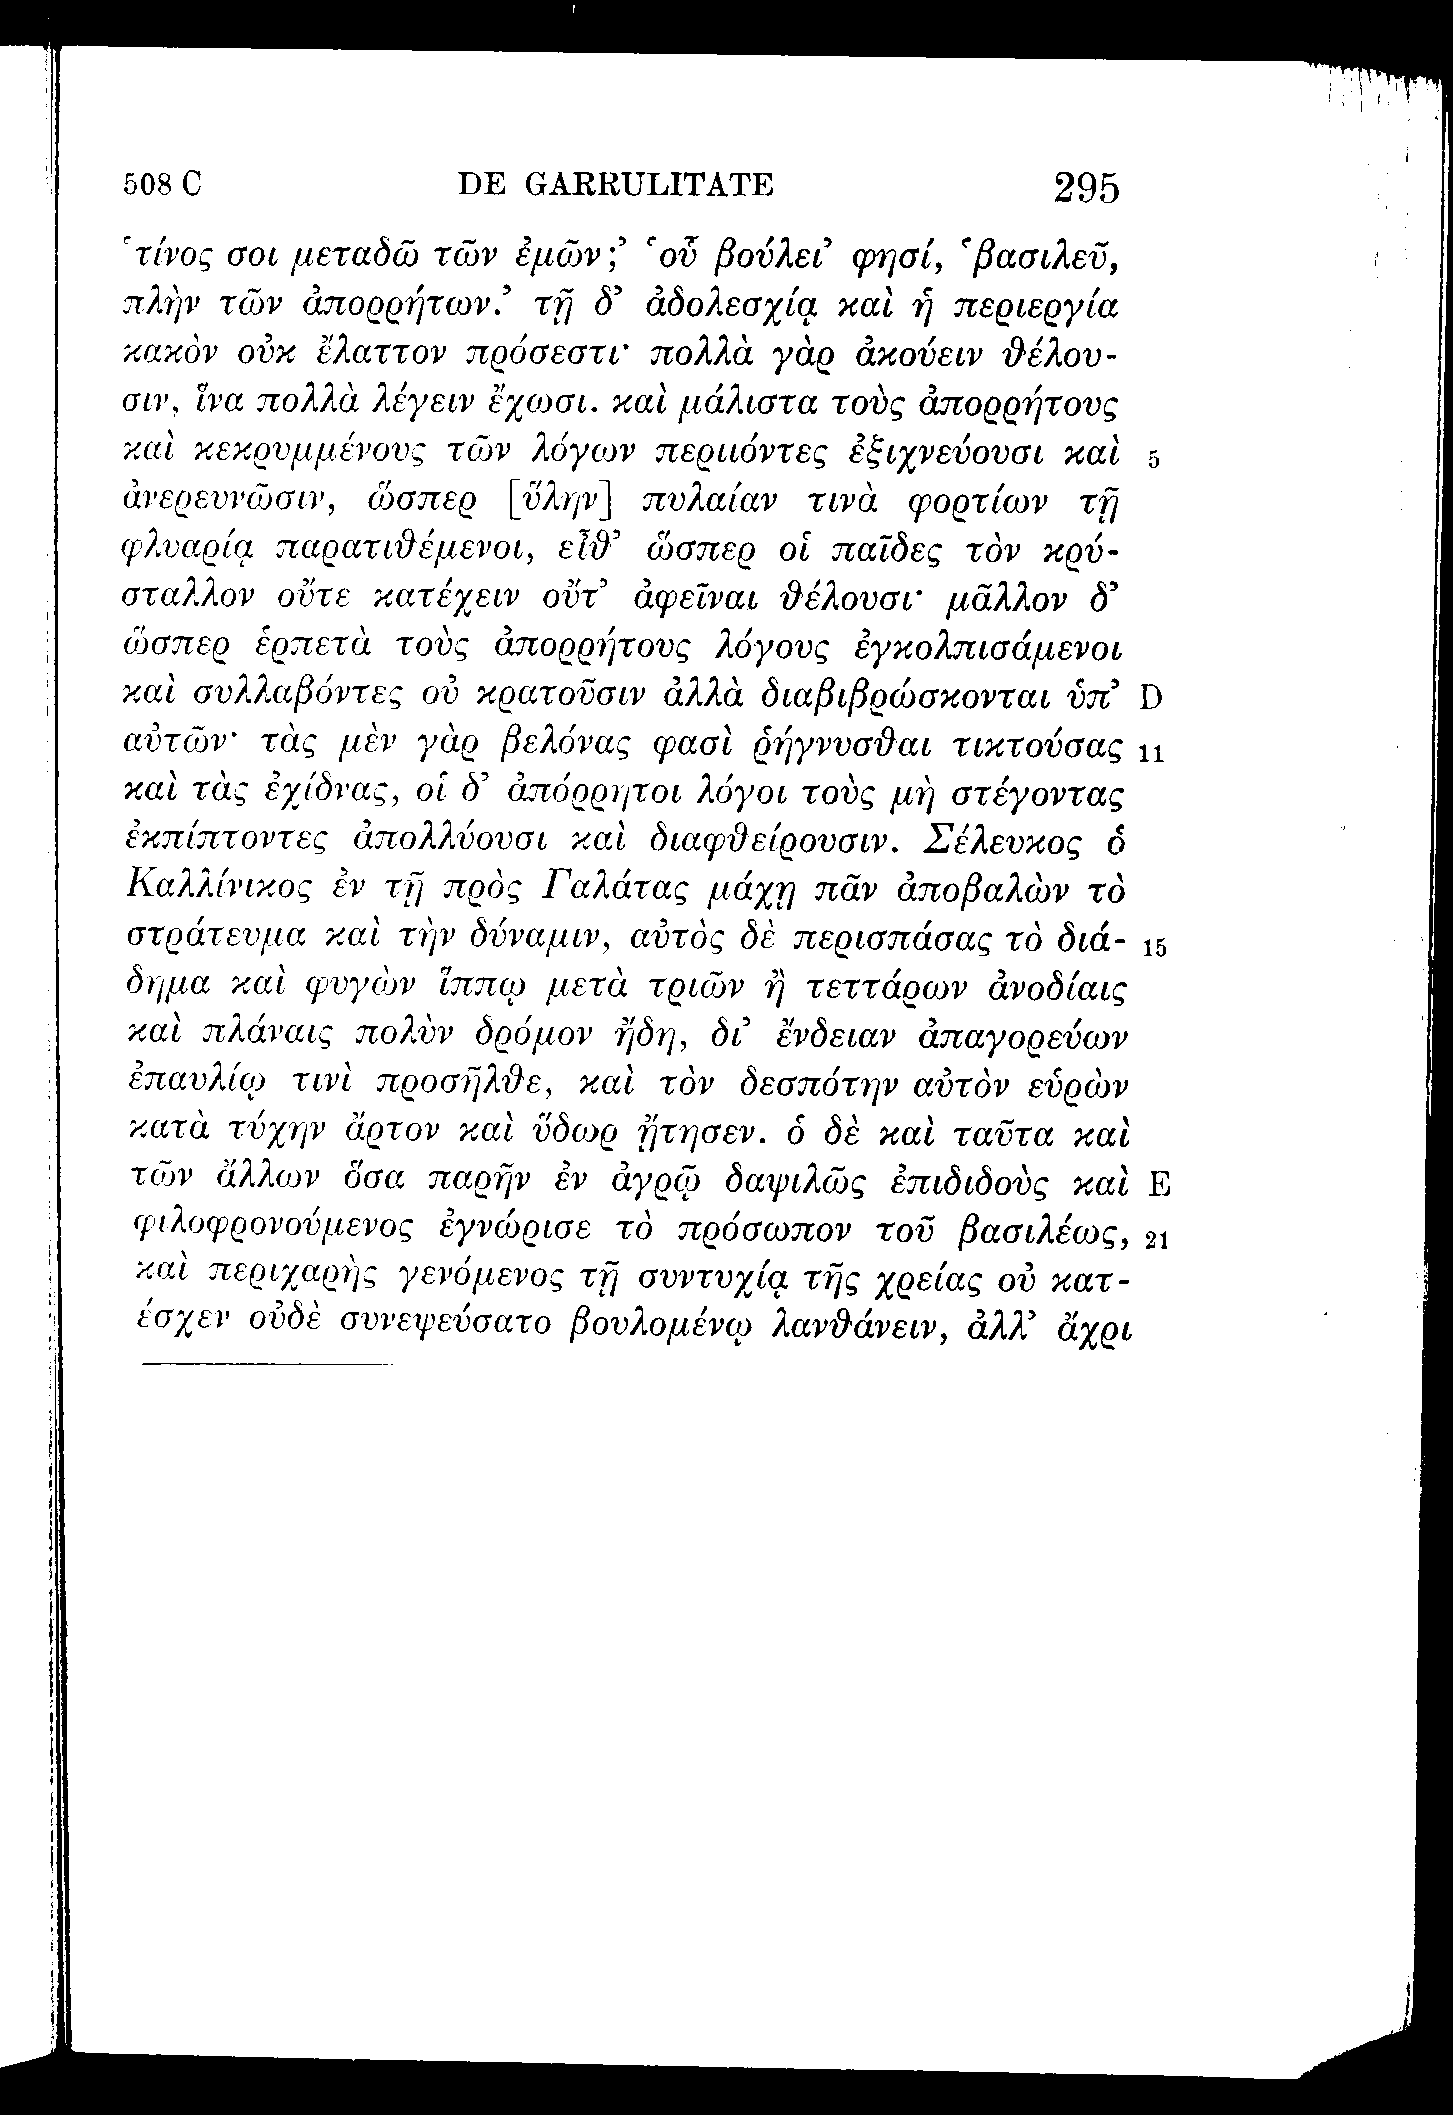 508 C DE GARRULITATE 295
‘τίνος σοι μεταδῶ τῶν ἐμῶν;’ ‘οὗ βούλει’ φησί, ‘βασιλεῦ,
πλὴν τῶν ἀπορρήτων.’ τῇ δ’ ἀδολεσχίᾳ καὶ ἡ περιεργία
κακὸν οὐκ ἔλαττον πρόσεστι· πολλὰ γὰρ ἀκούειν θέλου-
σιν, ἵνα πολλὰ λέγειν ἔχωσι. καὶ μάλιστα τοὺς ἀπορρήτους
καὶ κεκρυμμένους τῶν λόγων περιιόντες ἐξιχνεύουσι καὶ 5
ἀνερευνῶσιν, ὥσπερ [ὕλην] πυλαίαν τινὰ φορτίων τῇ
φλυαρίᾳ παρατιθέμενοι, εἶθ’ ὥσπερ οἱ παῖδες τὸν κρύ-
σταλλον οὔτε κατέχειν οὔτ’ ἀφεῖναι θέλουσι· μᾶλλον δ’
ὥσπερ ἑρπετὰ τοὺς ἀπορρήτους λόγους ἐγκολπισάμενοι
καὶ συλλαβόντες οὐ κρατοῦσιν ἀλλὰ διαβιβρώσκονται ὑπ’ D
αὐτῶν· τὰς μὲν γὰρ βελόνας φασὶ ῥήγνυσθαι τικτούσας 11
καὶ τὰς ἐχίδνας, οἱ δ’ ἀπόρρητοι λόγοι τοὺς μὴ στέγοντας
ἐκπίπτοντες ἀπολλύουσι καὶ διαφθείρουσιν. Σέλευκος ὁ
Καλλίνικος ἐν τῇ πρὸς Γαλάτας μάχῃ πᾶν ἀποβαλὼν τὸ
στράτευμα καὶ τὴν δύναμιν, αὐτὸς δὲ περισπάσας τὸ διά- 15
δημα καὶ φυγὼν ἵππῳ μετὰ τριῶν ἢ τεττάρων ἀνοδίαις
καὶ πλάναις πολὺν δρόμον ἤδη, δι’ ἔνδειαν ἀπαγορεύων
ἐπαυλίῳ τινὶ προσῆλθε, καὶ τὸν δεσπότην αὐτὸν εὑρὼν
κατὰ τύχην ἄρτον καὶ ὕδωρ ᾔτησεν. ὁ δὲ καὶ ταῦτα καὶ
τῶν ἄλλων ὅσα παρῆν ἐν ἀγρῷ δαψιλῶς ἐπιδιδοὺς καὶ E
φιλοφρονούμενος ἐγνώρισε τὸ πρόσωπον τοῦ βασιλέως, 21
καὶ περιχαρὴς γενόμενος τῇ συντυχίᾳ τῆς χρείας οὐ κατ-
έσχεν οὐδὲ συνεψεύσατο βουλομένῳ λανθάνειν, ἀλλ’ ἄχρι